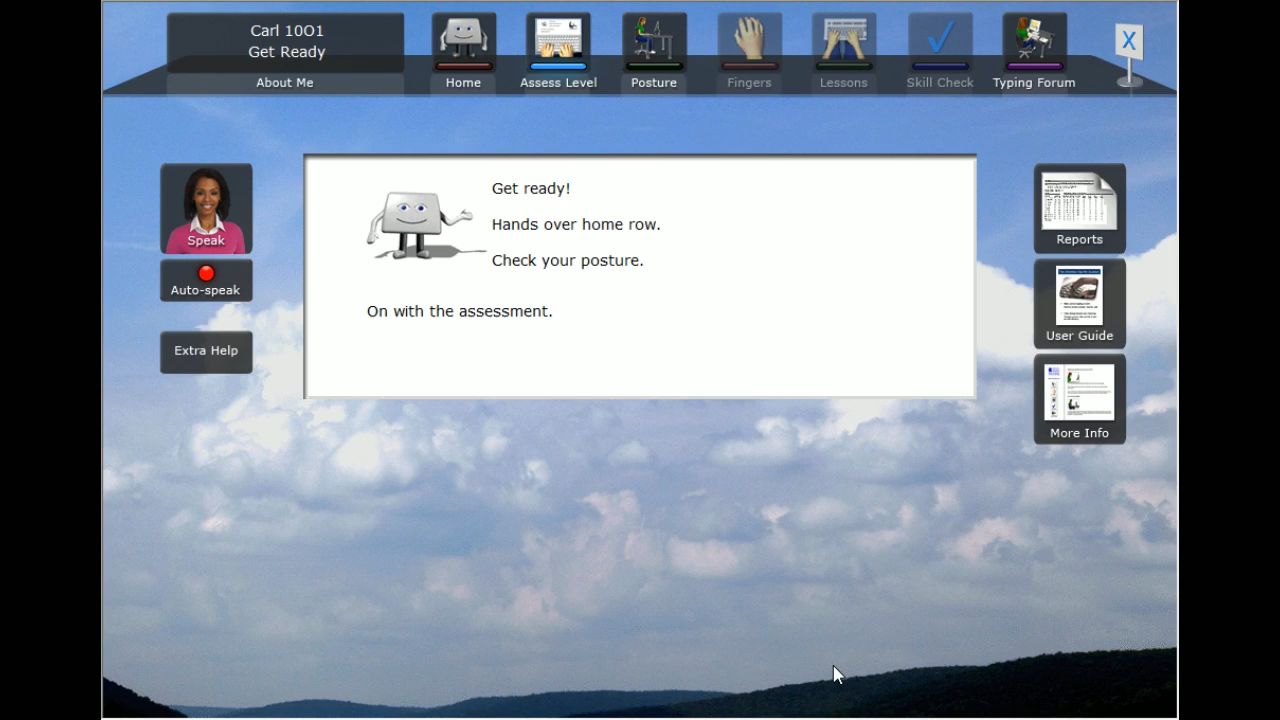 Carl 10O1
Get Ready
About Me
Home
Assess Level
Posture
Fingers
Lessons
Skill Check
Typing Forum
X
Speak
Auto-speak
Extra Help
Get ready!
Hands over home row.
Check your posture.
On with the assessment.
Reports
User Guide
More Info